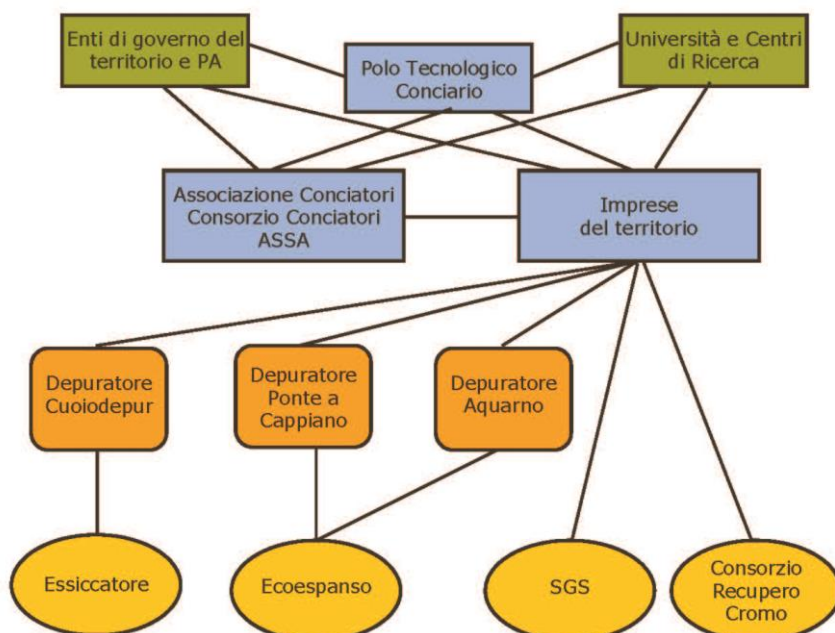 Enti di governo del
territorio e PA
Polo Tecnologico
Conciario
Università e Centri
di Ricerca
Associazione Conciatori
Consorzio Conciatori
ASSA
Imprese
del territorio
Depuratore
Cuoiodepur
Depuratore
Ponte a
Cappiano
Depuratore
Aquarno
Essiccatore
Ecoespanso
SGS
Consorzio
Recupero
Cromo